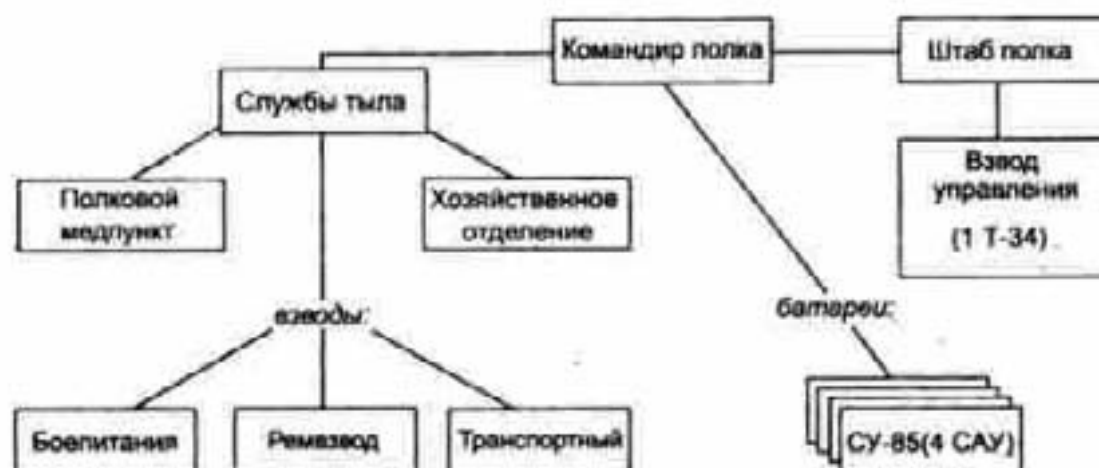 Командир полка
Штаб полка
Службы тыла
Взвод
управления
(1 Т-34)
Полковой
медпункт
Хозяйственное
отделение
взводы:
батареи:
Боепитания
Ремвзвод
Транспортный
СУ-85(4 САУ)